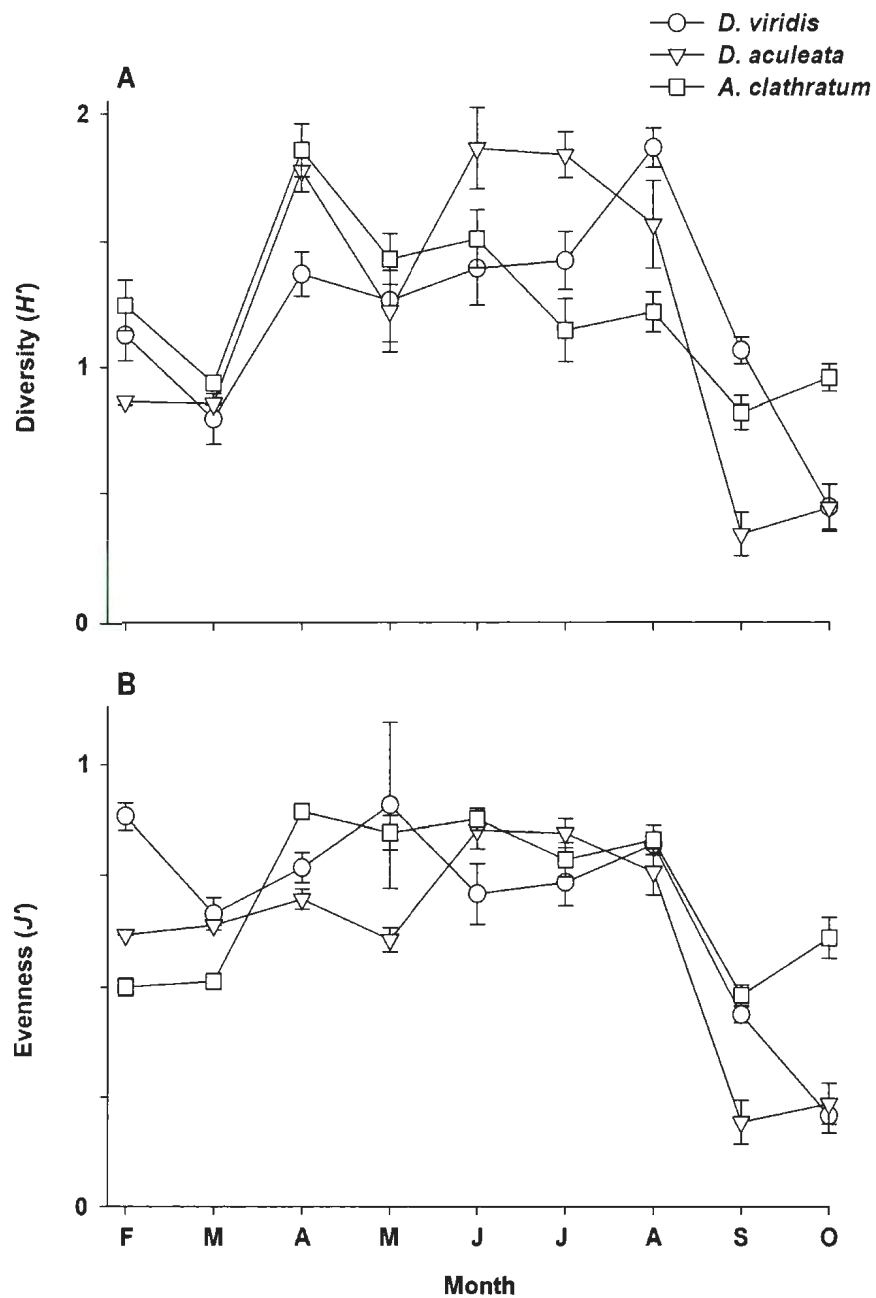 D. viridis
D. aculeata
A. clathratum
A
2
1
0
Diversity (H')
B
1
0
Evenness (J')
F M A M J J A S O
Month